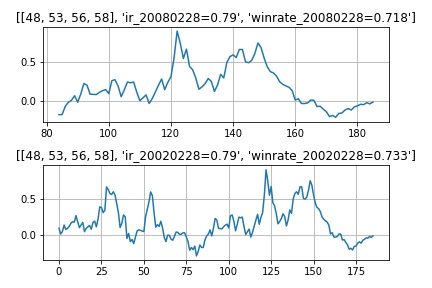 [[48, 53, 56, 58], 'ir_20080228=0.79', 'winrate_20080228=0.718']
0.5
0.0
80 100 120 140 160 180
[[48, 53, 56, 58], 'ir_20020228=0.79', 'winrate_20020228=0.733']
0.5
0.0
0 25 50 75 100 125 150 175